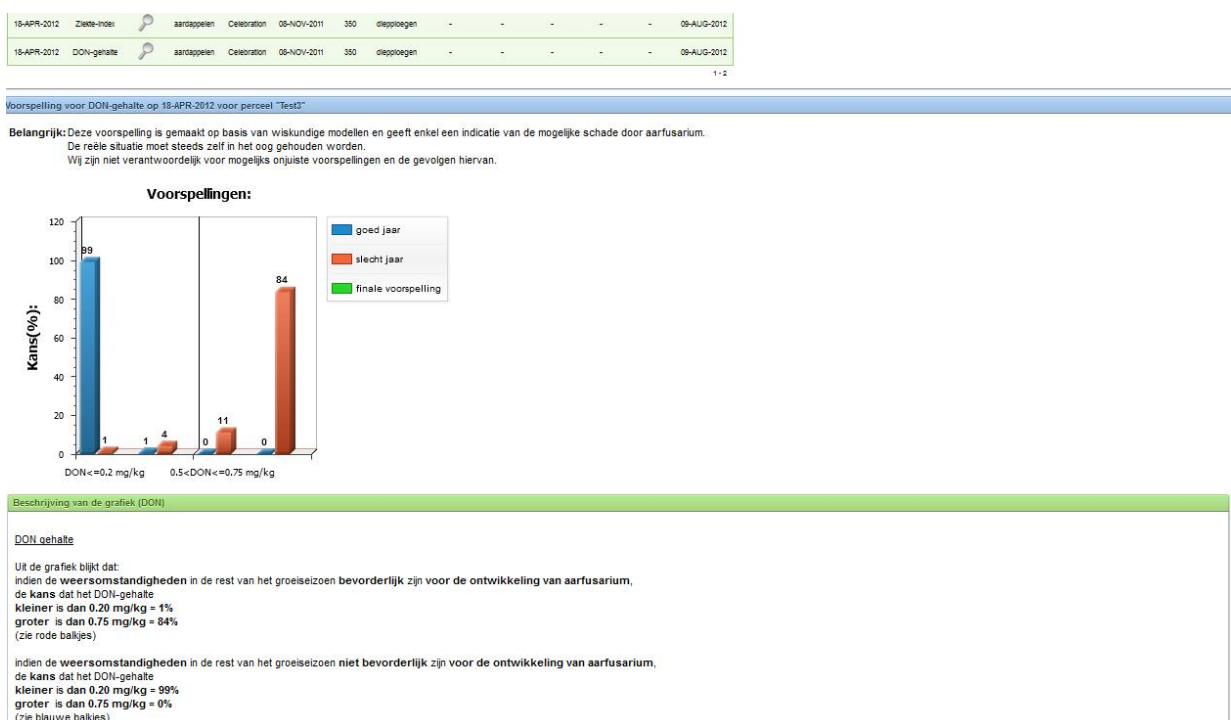 18-APR-2012 Ziekte-Index aardappelen Celebration 08-NOV-2011 350 diepploegen - - - - - 09-AUG-2012
18-APR-2012 DON-gehalte aardappelen Celebration 08-NOV-2011 350 diepploegen - - - - - 09-AUG-2012
1 - 2
Voorspelling voor DON-gehalte op 18-APR-2012 voor perceel "Test3"
Belangrijk: Deze voorspelling is gemaakt op basis van wiskundige modellen en geeft enkel een indicatie van de mogelijke schade door aarfusarium.
De reële situatie moet steeds zelf in het oog gehouden worden.
Wij zijn niet verantwoordelijk voor mogelijks onjuiste voorspellingen en de gevolgen hiervan.
Voorspellingen:
Kans(%):
120
100
80
60
40
20
0
99
1
1
4
0
11
0
84
DON<=0.2 mg/kg
0.5<DON<=0.75 mg/kg
goed jaar
slecht jaar
finale voorspelling
Beschrijving van de grafiek (DON)
DON gehalte
Uit de grafiek blijkt dat:
indien de weersomstandigheden in de rest van het groeiseizoen bevorderlijk zijn voor de ontwikkeling van aarfusarium,
de kans dat het DON-gehalte
kleiner is dan 0.20 mg/kg = 1%
groter is dan 0.75 mg/kg = 84%
(zie rode balkjes)
indien de weersomstandigheden in de rest van het groeiseizoen niet bevorderlijk zijn voor de ontwikkeling van aarfusarium,
de kans dat het DON-gehalte
kleiner is dan 0.20 mg/kg = 99%
groter is dan 0.75 mg/kg = 0%
(zie blauwe balkjes)